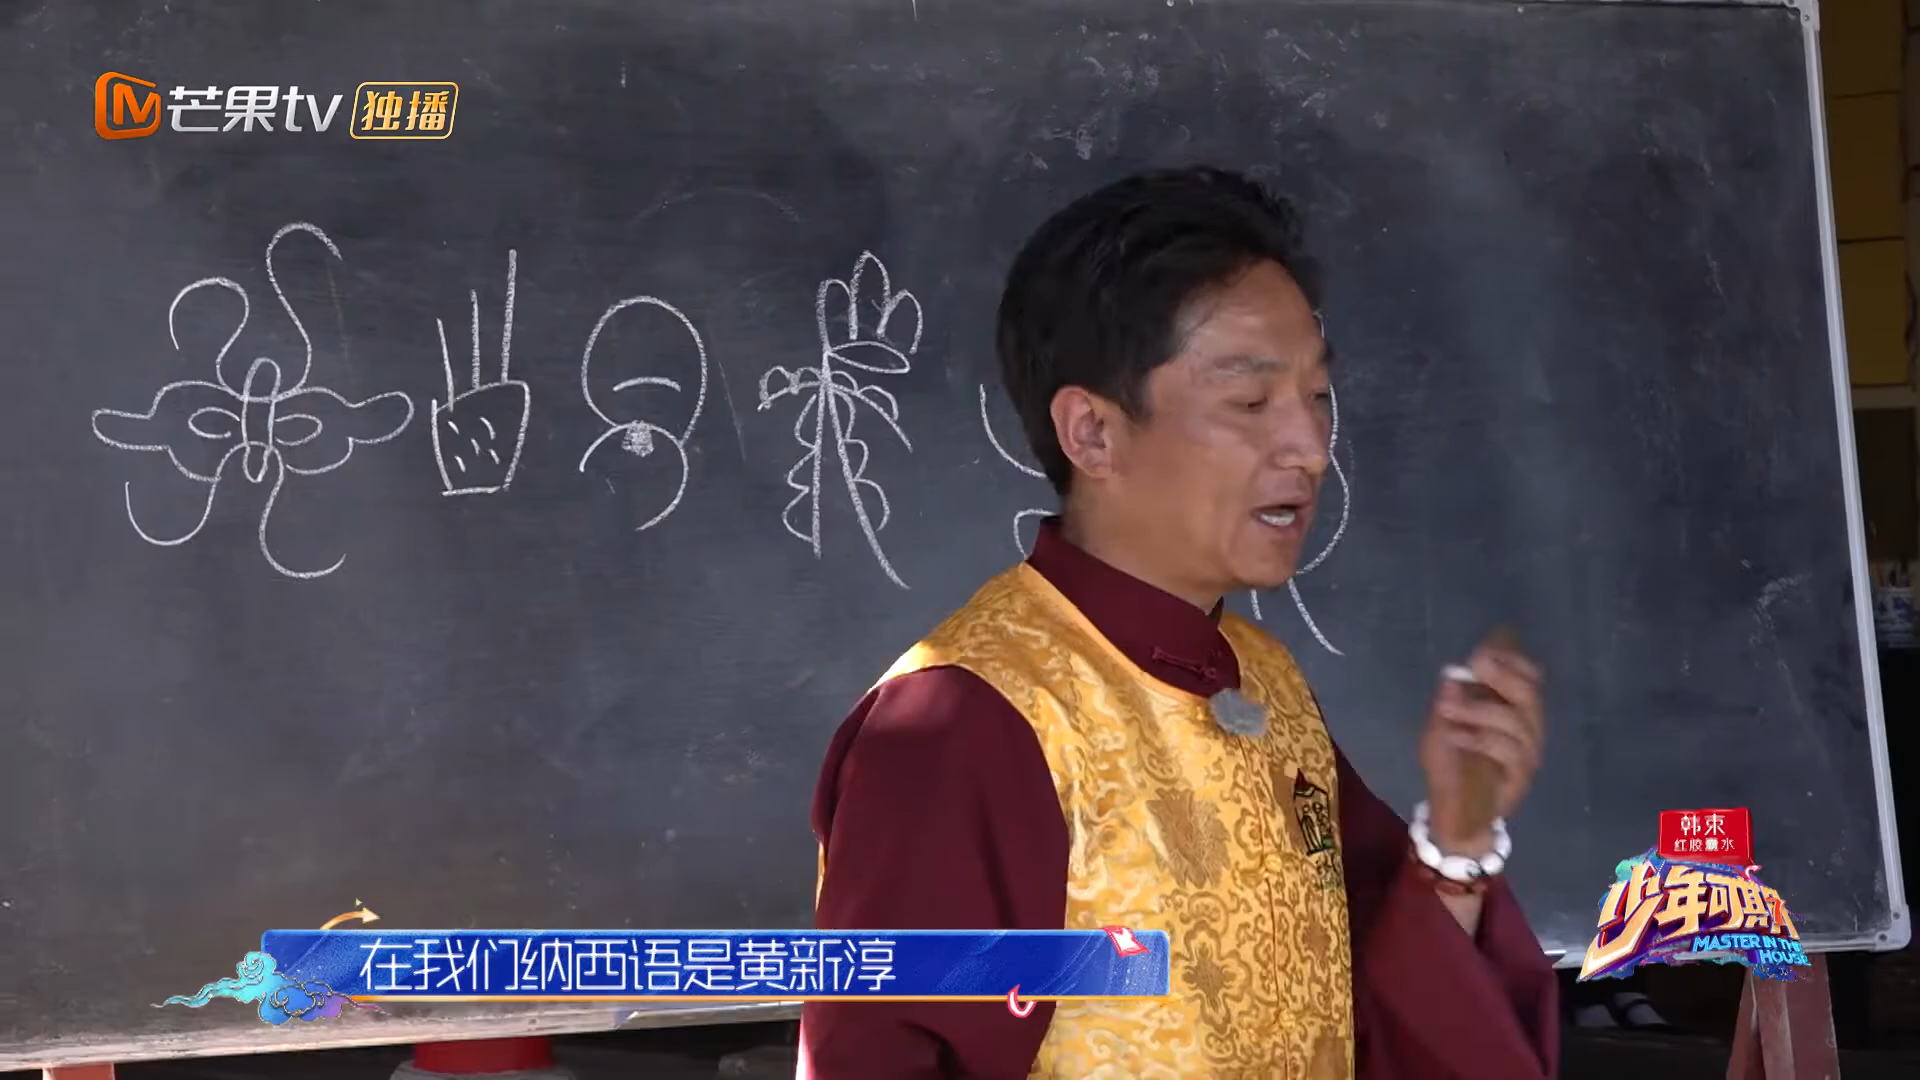 芒果tv 独播
韩束
红胶囊水
少年可期
MASTER IN THE
HOUSE
在我们纳西语是黄新淳